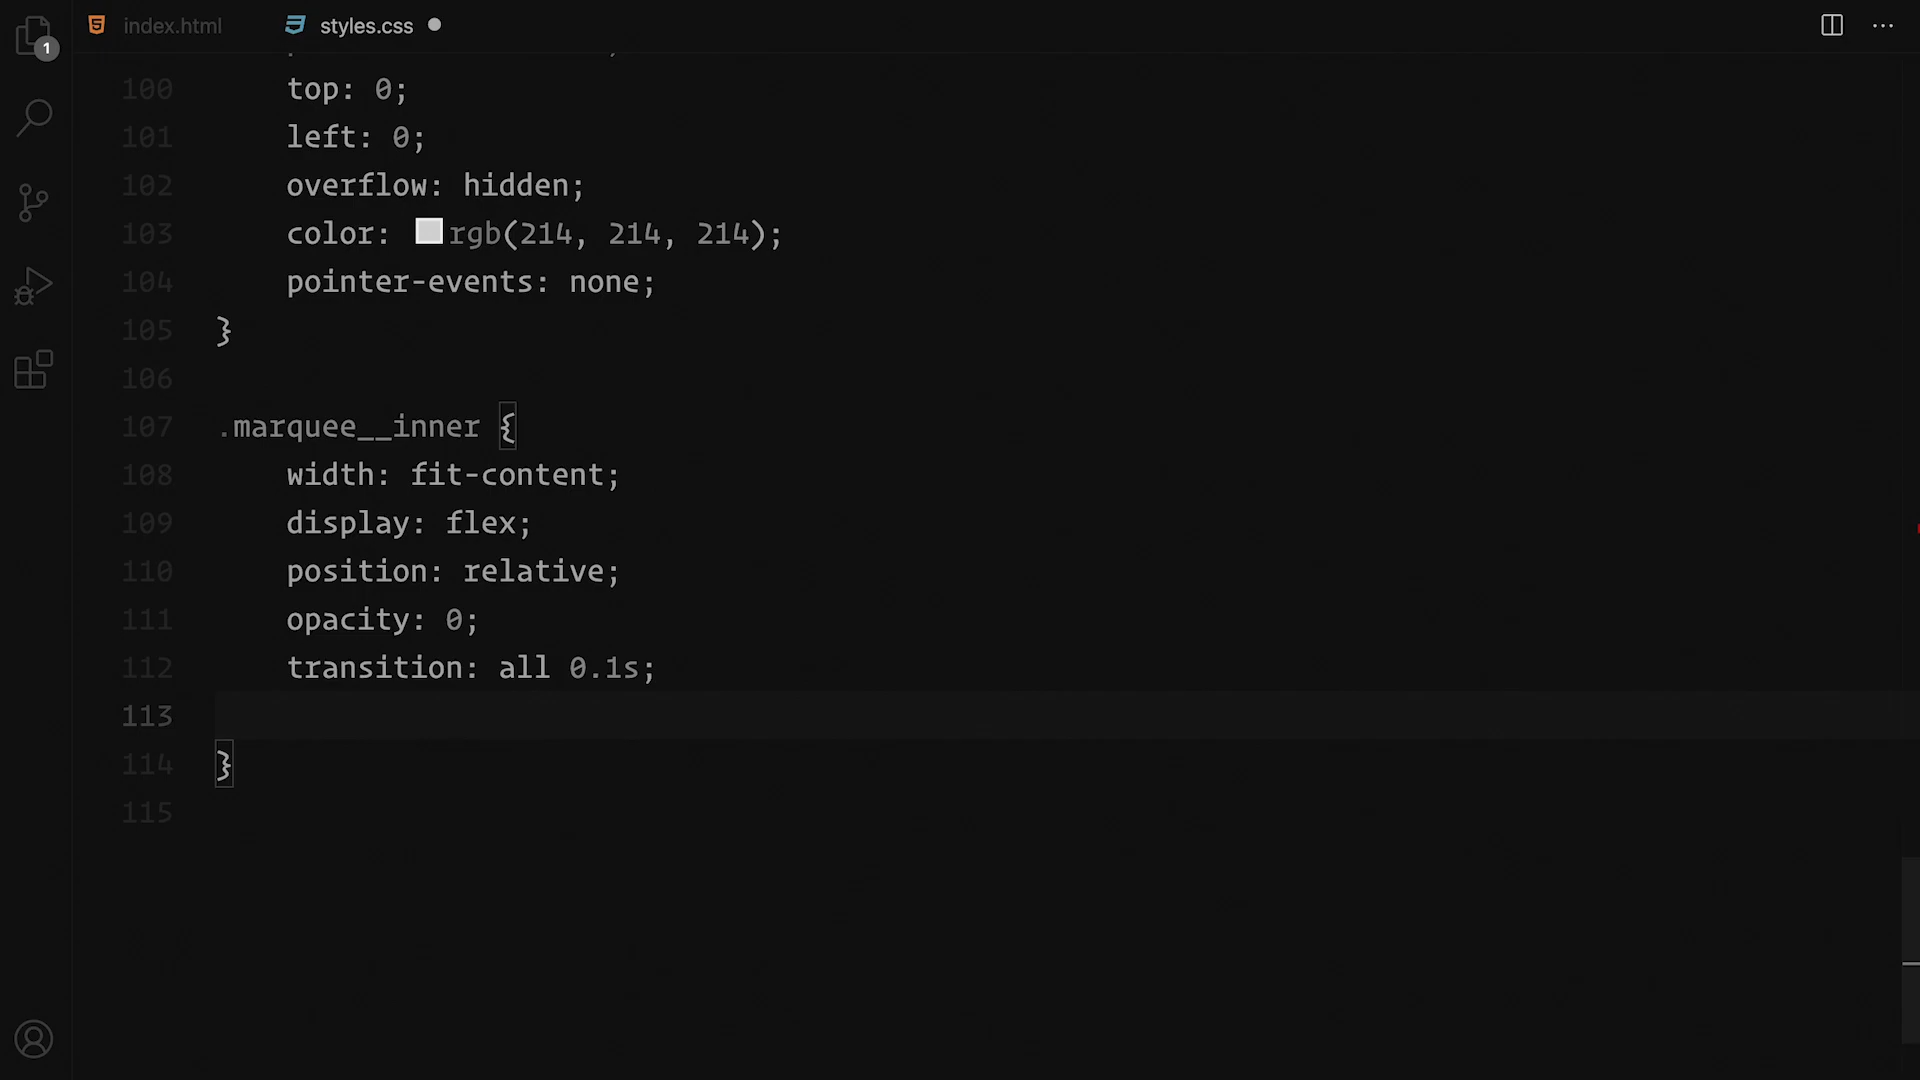 1
index.html
styles.css
100 top: 0;
101 left: 0;
102 overflow: hidden;
103 color: rgb(214, 214, 214);
104 pointer-events: none;
105 }
106
107 .marquee__inner {
108 width: fit-content;
109 display: flex;
110 position: relative;
111 opacity: 0;
112 transition: all 0.1s;
113
114 }
115